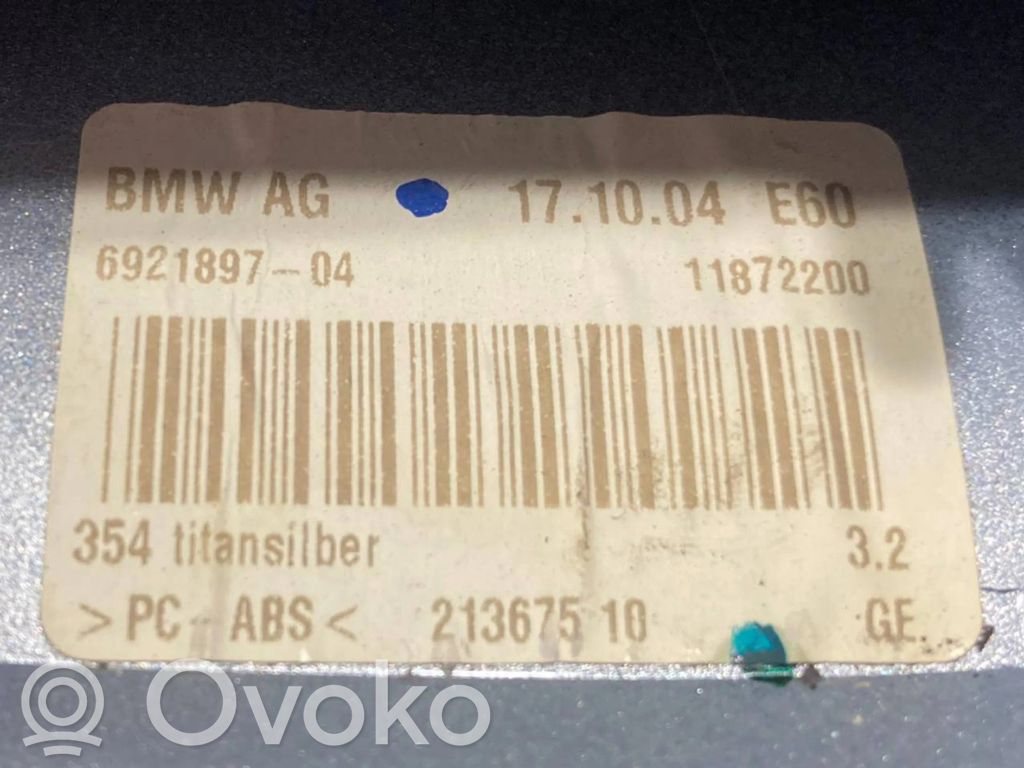 BMW AG 17.10.04 E60
6921897-04 11872200
354 titansilber 3.2
>PC-ABS< 213675 10 GE.
Ovoko